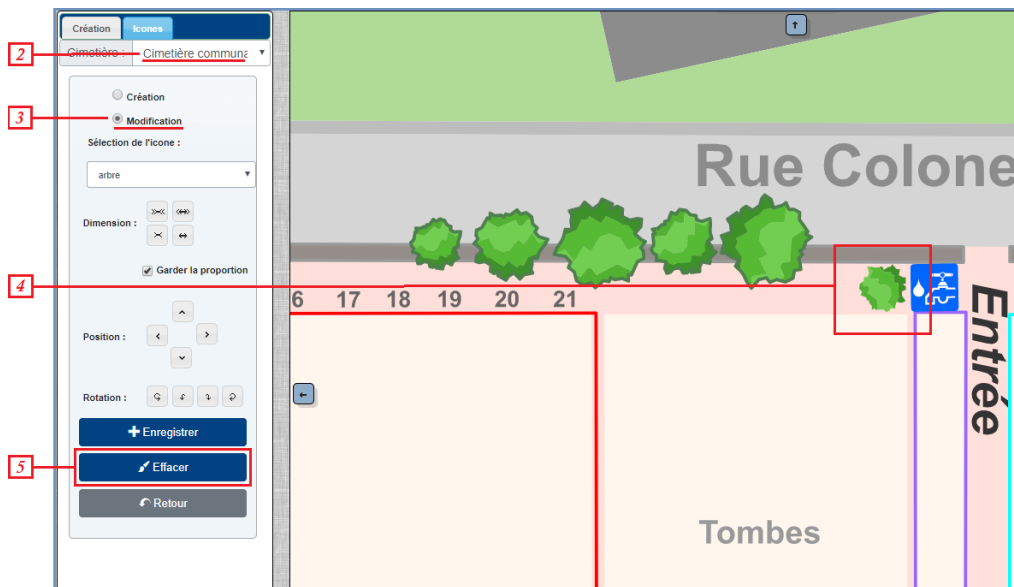 Création Icones
2 Cimetière : Cimetière communa
Création
3 Modification
Sélection de l'icone :
arbre
Dimension :
Garder la proportion
4
Position :
Rotation :
Enregistrer
5 Effacer
Retour
Rue Colone
6 17 18 19 20 21
Entrée
Tombes